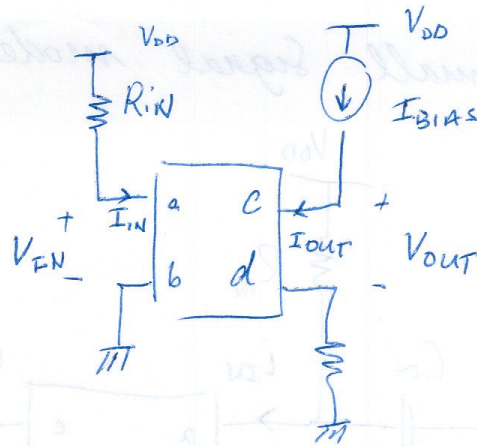 VDD
VDD
RIN
IBIAS
a
c
IIN
IOUT
+
+
VIN
VOUT
-
-
b
d